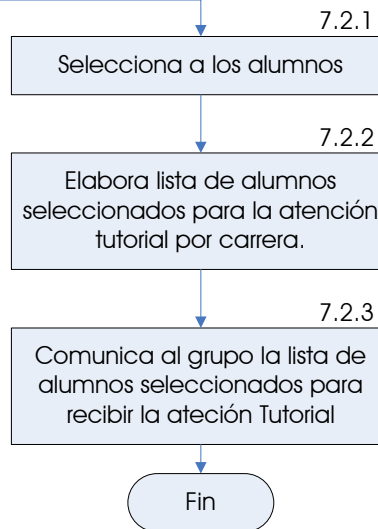 7.2.1
Selecciona a los alumnos
7.2.2
Elabora lista de alumnos
seleccionados para la atención
tutorial por carrera.
7.2.3
Comunica al grupo la lista de
alumnos seleccionados para
recibir la ateción Tutorial
Fin